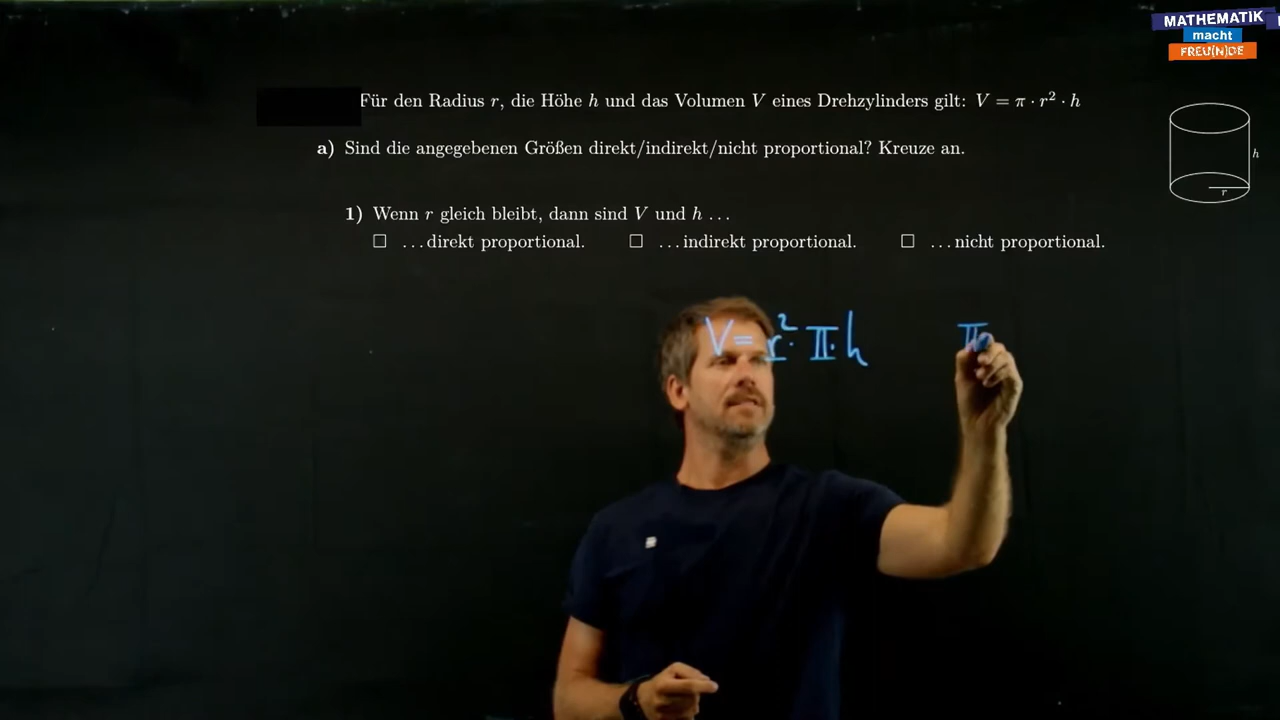 MATHEMATIK
macht
FREU(N)DE
Für den Radius r, die Höhe h und das Volumen V eines Drehzylinders gilt: V = π · r² · h
h
r
a) Sind die angegebenen Größen direkt/indirekt/nicht proportional? Kreuze an.
1) Wenn r gleich bleibt, dann sind V und h ...
☐ ...direkt proportional. ☐ ...indirekt proportional. ☐ ...nicht proportional.
V = r² · π · h π